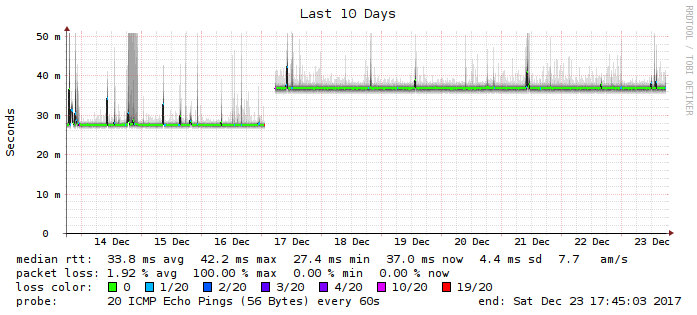 Last 10 Days
RRDTOOL / TOBI OETIKER
Seconds
50 m
40 m
30 m
20 m
10 m
0
14 Dec 15 Dec 16 Dec 17 Dec 18 Dec 19 Dec 20 Dec 21 Dec 22 Dec 23 Dec
median rtt: 33.8 ms avg 42.2 ms max 27.4 ms min 37.0 ms now 4.4 ms sd 7.7 am/s
packet loss: 1.92 % avg 100.00 % max 0.00 % min 0.00 % now
loss color: 0 1/20 2/20 3/20 4/20 10/20 19/20
probe: 20 ICMP Echo Pings (56 Bytes) every 60s end: Sat Dec 23 17:45:03 2017